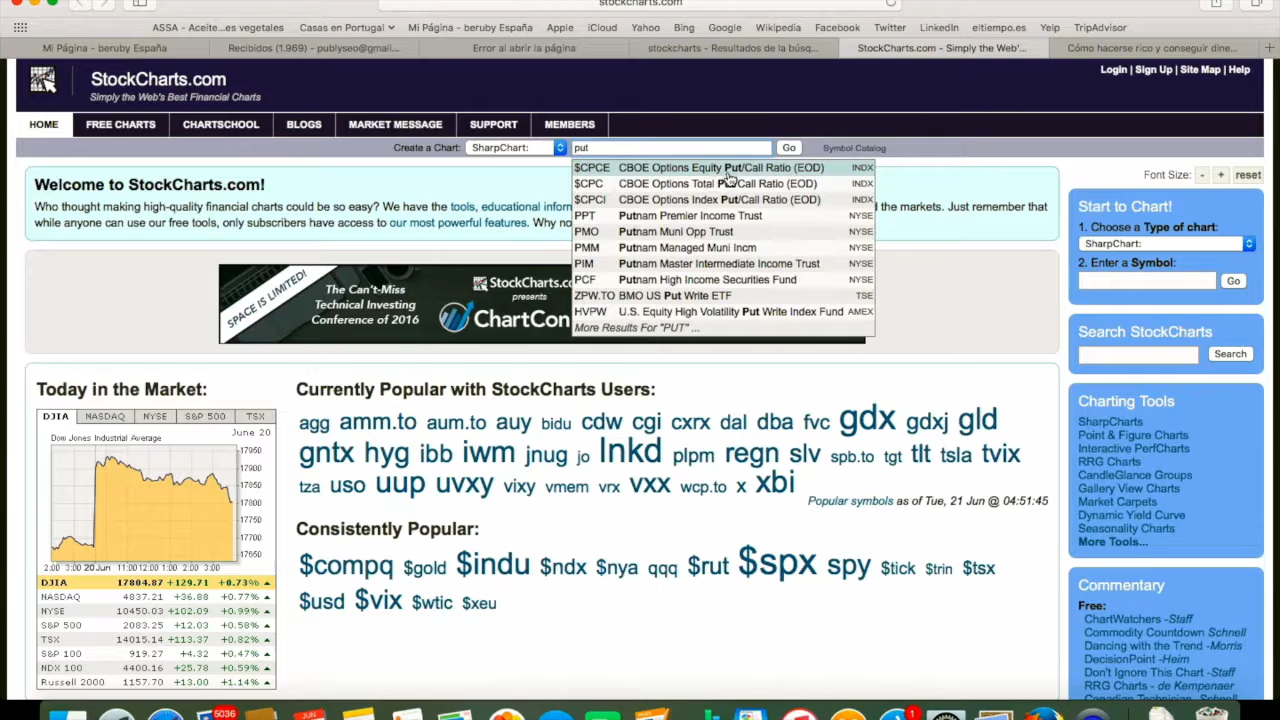 stockcharts.com
ASSA - Aceite...es vegetales Casas en Portugal Mi Página - beruby España Apple iCloud Yahoo Bing Google Wikipedia Facebook Twitter LinkedIn eltiempo.es Yelp TripAdvisor
Mi Página - beruby España Recibidos (1.969) - publyseo@gmail... Error al abrir la página stockcharts - Resultados de la búsq... StockCharts.com - Simply the Web'... Cómo hacerse rico y conseguir dine...
StockCharts.com
Simply the Web's Best Financial Charts
Login | Sign Up | Site Map | Help
HOME FREE CHARTS CHARTSCHOOL BLOGS MARKET MESSAGE SUPPORT MEMBERS
Create a Chart: SharpChart: put Go Symbol Catalog
$CPCE CBOE Options Equity Put/Call Ratio (EOD) INDX
$CPC CBOE Options Total Put/Call Ratio (EOD) INDX
$CPCI CBOE Options Index Put/Call Ratio (EOD) INDX
PPT Putnam Premier Income Trust NYSE
PMO Putnam Muni Opp Trust NYSE
PMM Putnam Managed Muni Incm NYSE
PIM Putnam Master Intermediate Income Trust NYSE
PCF Putnam High Income Securities Fund NYSE
ZPW.TO BMO US Put Write ETF TSE
HVPW U.S. Equity High Volatility Put Write Index Fund AMEX
More Results For "PUT" ...
Font Size: - + reset
Welcome to StockCharts.com!
Who thought making high-quality financial charts could be so easy? We have the tools, educational infor d the markets. Just remember that
while anyone can use our free tools, only subscribers have access to our most powerful features. Why no
SPACE IS LIMITED!
The Can't-Miss
Technical Investing
Conference of 2016
StockCharts.c
presents
ChartCon
Today in the Market:
DJIA NASDAQ NYSE S&P 500 TSX
June 20
Dow Jones Industrial Average
17950
17900
17850
17800
17750
17700
17650
2:00 3:00 20Jun 11:00 12:00 1:00 2:00 3:00
DJIA 17804.87 +129.71 +0.73%
NASDAQ 4837.21 +36.88 +0.77%
NYSE 10450.03 +102.09 +0.99%
S&P 500 2083.25 +12.03 +0.58%
TSX 14015.14 +113.37 +0.82%
S&P 100 919.27 +4.32 +0.47%
NDX 100 4400.16 +25.78 +0.59%
Russell 2000 1157.70 +13.00 +1.14%
Currently Popular with StockCharts Users:
agg amm.to aum.to auy bidu cdw cgi cxrx dal dba fvc gdx gdxj gld
gntx hyg ibb iwm jnug jo lnkd plpm regn slv spb.to tgt tlt tsla tvix
tza uso uup uvxy vixy vmem vrx vxx wcp.to x xbi
Popular symbols as of Tue, 21 Jun @ 04:51:45
Consistently Popular:
$compq $gold $indu $ndx $nya qqq $rut $spx spy $tick $trin $tsx
$usd $vix $wtic $xeu
Start to Chart!
1. Choose a Type of chart:
SharpChart:
2. Enter a Symbol:
Go
Search StockCharts
Search
Charting Tools
SharpCharts
Point & Figure Charts
Interactive PerfCharts
RRG Charts
CandleGlance Groups
Gallery View Charts
Market Carpets
Dynamic Yield Curve
Seasonality Charts
More Tools...
Commentary
Free:
ChartWatchers -Staff
Commodity Countdown Schnell
Dancing with the Trend -Morris
DecisionPoint -Heim
Don't Ignore This Chart -Staff
RRG Charts - de Kempenaer
Canadian Technician - Schnell
5036
1